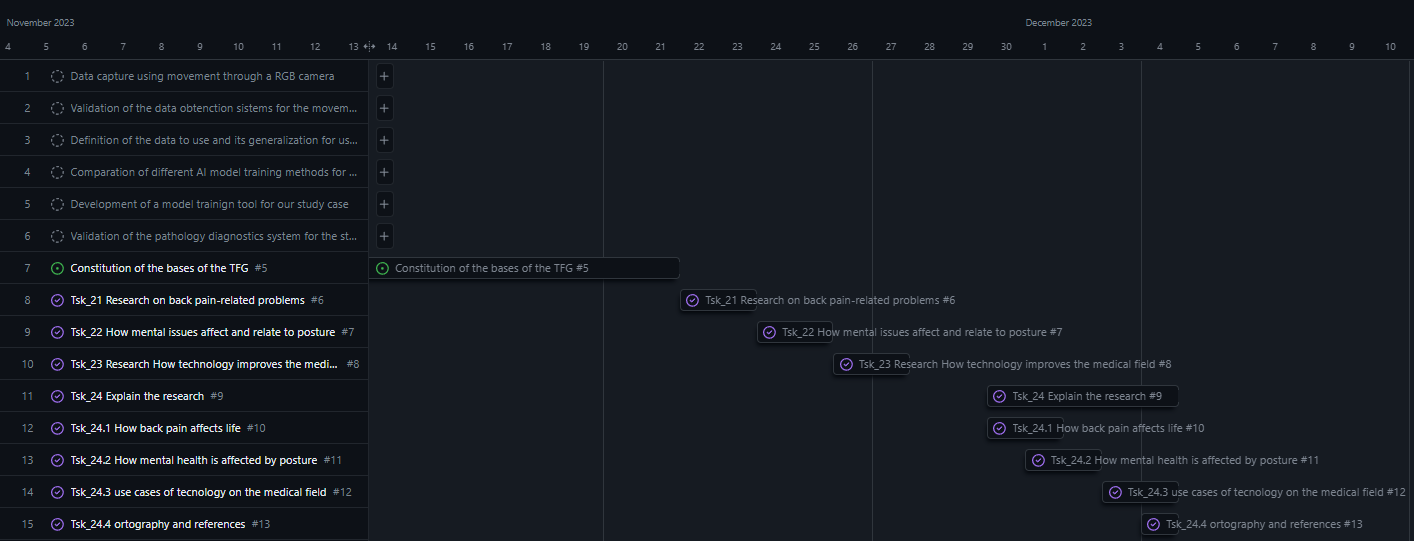 November 2023 December 2023
4 5 6 7 8 9 10 11 12 13 14 15 16 17 18 19 20 21 22 23 24 25 26 27 28 29 30 1 2 3 4 5 6 7 8 9 10
1 Data capture using movement through a RGB camera +
2 Validation of the data obtenction sistems for the movem... +
3 Definition of the data to use and its generalization for us... +
4 Comparation of different AI model training methods for ... +
5 Development of a model trainign tool for our study case +
6 Validation of the pathology diagnostics system for the st... +
7 Constitution of the bases of the TFG #5 Constitution of the bases of the TFG #5
8 Tsk_21 Research on back pain-related problems #6 Tsk_21 Research on back pain-related problems #6
9 Tsk_22 How mental issues affect and relate to posture #7 Tsk_22 How mental issues affect and relate to posture #7
10 Tsk_23 Research How technology improves the medi... #8 Tsk_23 Research How technology improves the medical field #8
11 Tsk_24 Explain the research #9 Tsk_24 Explain the research #9
12 Tsk_24.1 How back pain affects life #10 Tsk_24.1 How back pain affects life #10
13 Tsk_24.2 How mental health is affected by posture #11 Tsk_24.2 How mental health is affected by posture #11
14 Tsk_24.3 use cases of tecnology on the medical field #12 Tsk_24.3 use cases of tecnology on the medical field #12
15 Tsk_24.4 ortography and references #13 Tsk_24.4 ortography and references #13